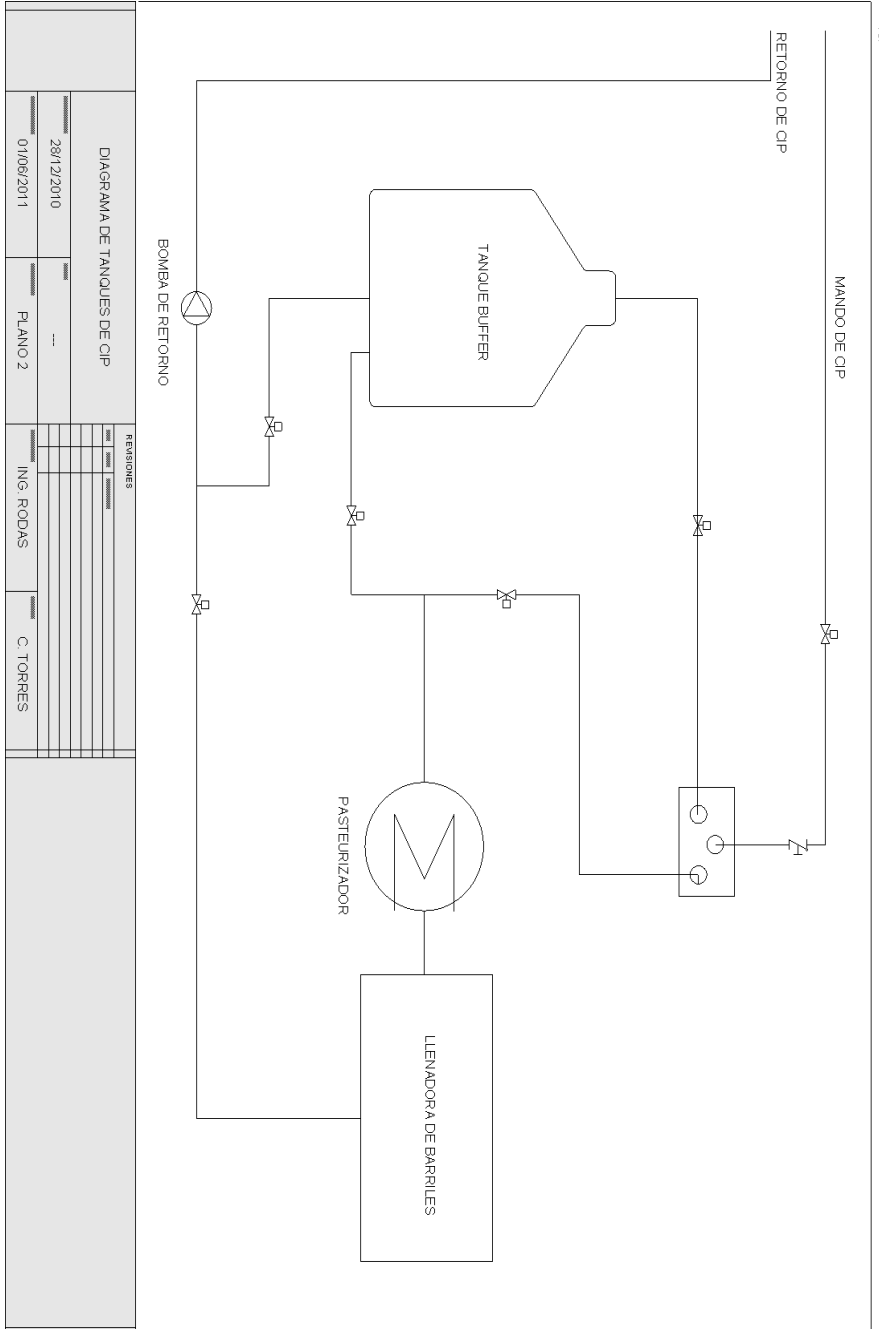 MANDO DE CIP
RETORNO DE CIP
TANQUE BUFFER
BOMBA DE RETORNO
PASTEURIZADOR
LLENADORA DE BARRILES
REVISIONES
DIAGRAMA DE TANQUES DE CIP
28/12/2010
---
01/06/2011
PLANO 2
ING. RODAS
C. TORRES